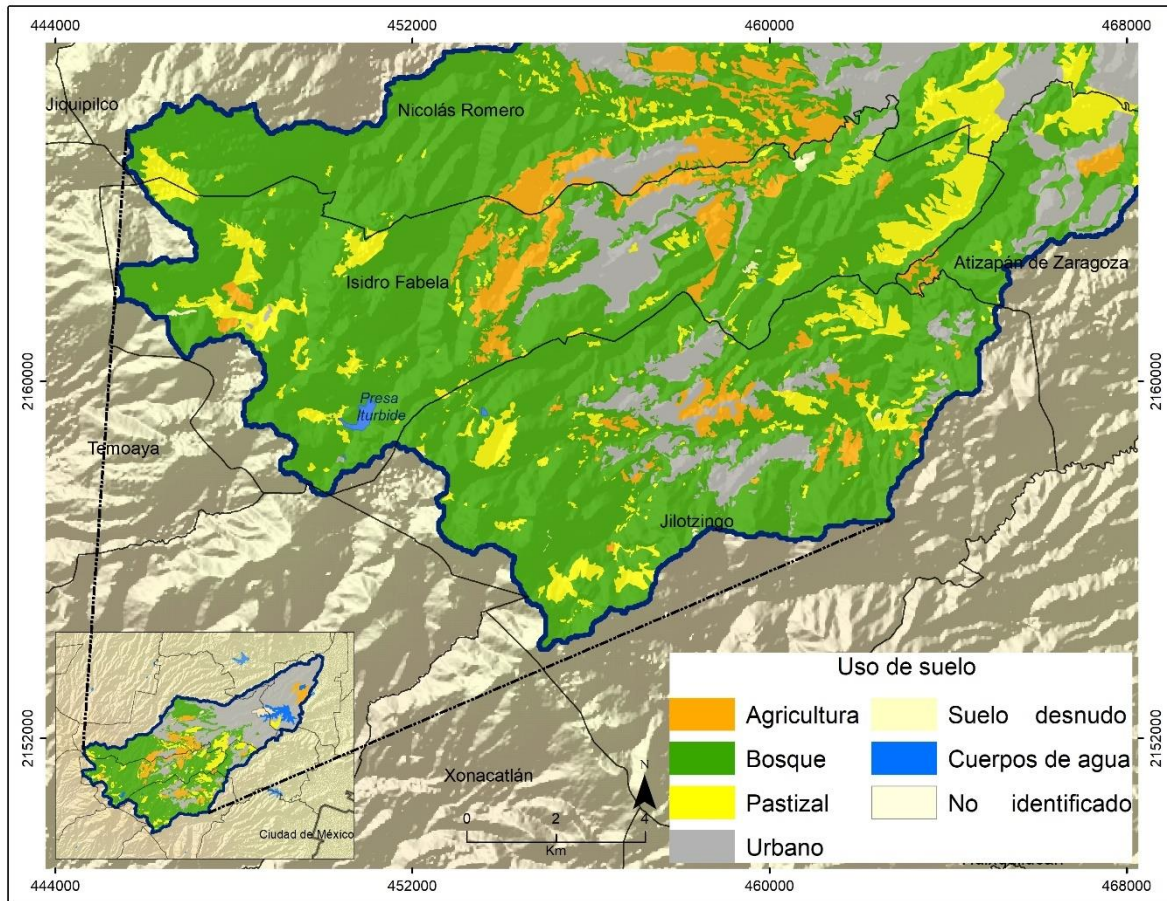 444000 452000 460000 468000
Jiquipilco
Nicolás Romero
Isidro Fabela
Atizapán de Zaragoza
2160000 2160000
Presa
Iturbide
Temoaya
Jilotzingo
Uso de suelo
Agricultura Suelo desnudo
Bosque Cuerpos de agua
Pastizal No identificado
Urbano
2152000 2152000
Xonacatlán
N
0 2 4
Km
Ciudad de México
444000 452000 460000 468000